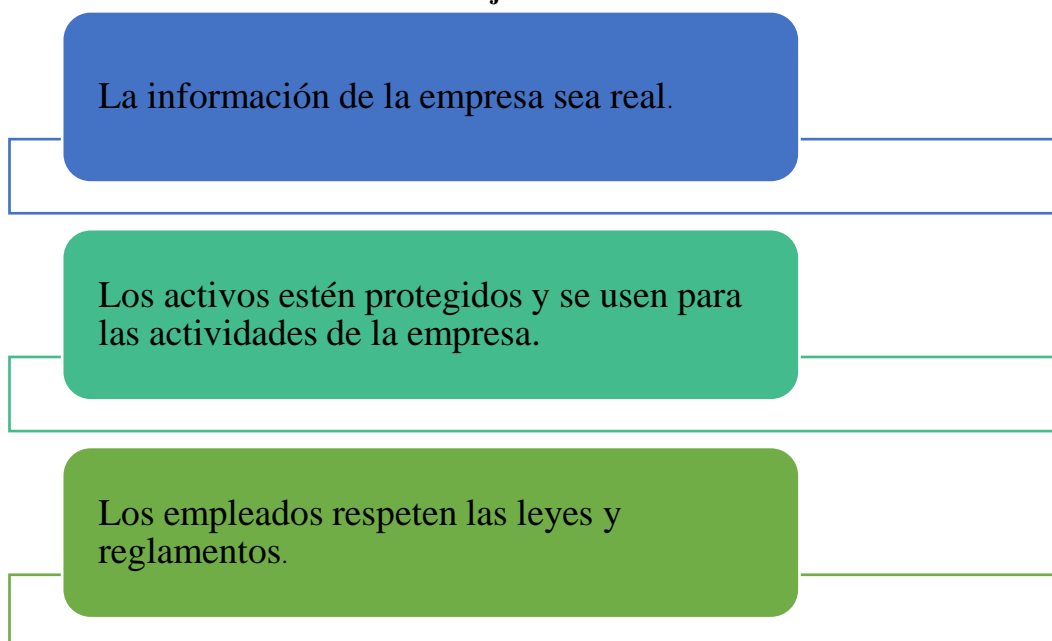 La información de la empresa sea real.
Los activos estén protegidos y se usen para
las actividades de la empresa.
Los empleados respeten las leyes y
reglamentos.